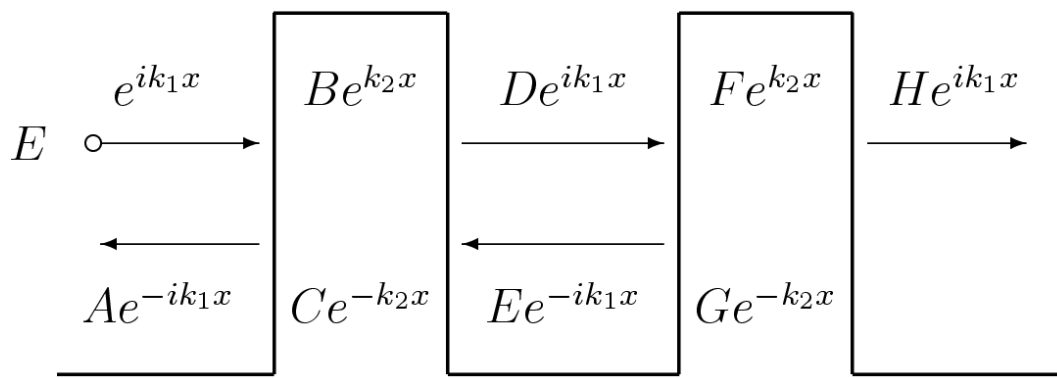 e^{ik_1x} Be^{k_2x} De^{ik_1x} Fe^{k_2x} He^{ik_1x}
E
Ae^{-ik_1x} Ce^{-k_2x} Ee^{-ik_1x} Ge^{-k_2x}